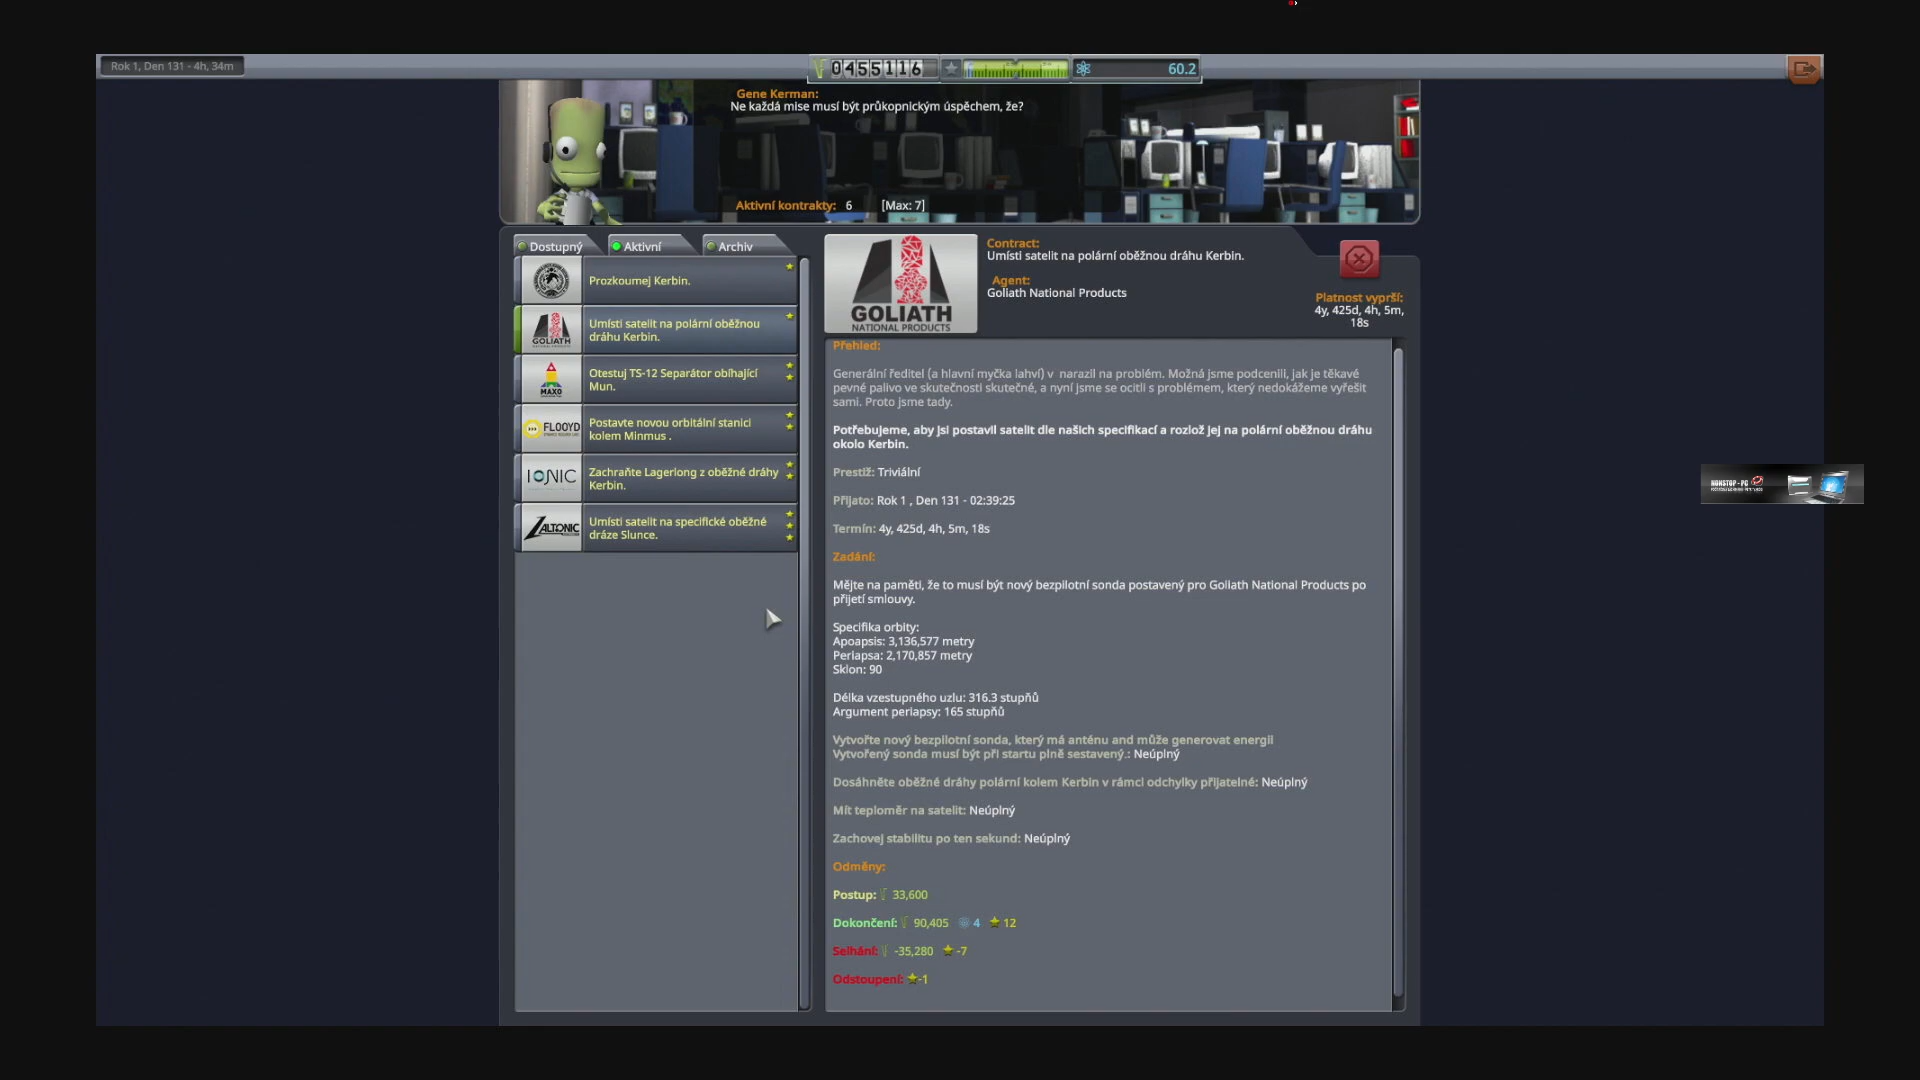 Rok 1, Den 131 - 4h, 34m
0455116
60.2
Gene Kerman:
Ne každá mise musí být průkopnickým úspěchem, že?
Aktivní kontrakty: 6 [Max: 7]
Dostupný
Aktivní
Archiv
Prozkoumej Kerbin.
GOLIATH
Umísti satelit na polární oběžnou
dráhu Kerbin.
MAXO
Otestuj TS-12 Separátor obíhající
Mun.
FLOOYD
Postavte novou orbitální stanici
kolem Minmus .
IONIC
Zachraňte Lagerlong z oběžné dráhy
Kerbin.
ZALTONIC
Umísti satelit na specifické oběžné
dráze Slunce.
GOLIATH
NATIONAL PRODUCTS
Contract:
Umísti satelit na polární oběžnou dráhu Kerbin.
Agent:
Goliath National Products
Platnost vyprší:
4y, 425d, 4h, 5m,
18s
Přehled:
Generální ředitel (a hlavní myčka lahví) v narazil na problém. Možná jsme podcenili, jak je těkavé
pevné palivo ve skutečnosti skutečné, a nyní jsme se ocitli s problémem, který nedokážeme vyřešit
sami. Proto jsme tady.
Potřebujeme, aby jsi postavil satelit dle našich specifikací a rozlož jej na polární oběžnou dráhu
okolo Kerbin.
Prestiž: Triviální
Přijato: Rok 1 , Den 131 - 02:39:25
Termín: 4y, 425d, 4h, 5m, 18s
Zadání:
Mějte na paměti, že to musí být nový bezpilotní sonda postavený pro Goliath National Products po
přijetí smlouvy.
Specifika orbity:
Apoapsis: 3,136,577 metry
Periapsa: 2,170,857 metry
Sklon: 90
Délka vzestupného uzlu: 316.3 stupňů
Argument periapsy: 165 stupňů
Vytvořte nový bezpilotní sonda, který má anténu and může generovat energii
Vytvořený sonda musí být při startu plně sestavený.: Neúplný
Dosáhněte oběžné dráhy polární kolem Kerbin v rámci odchylky přijatelné: Neúplný
Mít teploměr na satelit: Neúplný
Zachovej stabilitu po ten sekund: Neúplný
Odměny:
Postup: 33,600
Dokončení: 90,405 4 12
Selhání: -35,280 -7
Odstoupení: -1
NONSTOP - PC